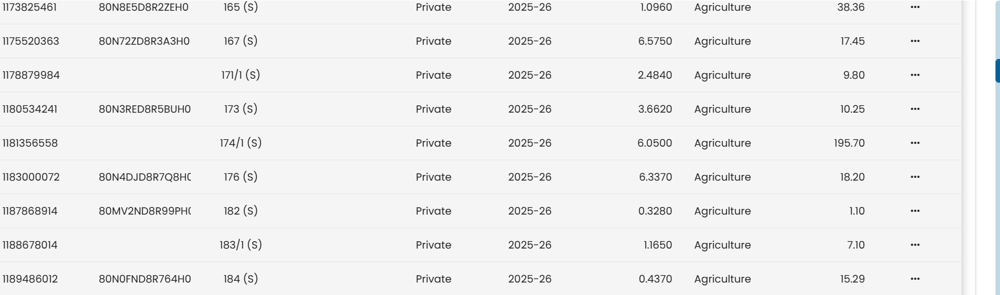 1173825461 80N8E5D8R2ZEH0 165 (S) Private 2025-26 1.0960 Agriculture 38.36 •••
1175520363 80N72ZD8R3A3H0 167 (S) Private 2025-26 6.5750 Agriculture 17.45 •••
1178879984 171/1 (S) Private 2025-26 2.4840 Agriculture 9.80 •••
1180534241 80N3RED8R5BUH0 173 (S) Private 2025-26 3.6620 Agriculture 10.25 •••
1181356558 174/1 (S) Private 2025-26 6.0500 Agriculture 195.70 •••
1183000072 80N4DJD8R7Q8H0 176 (S) Private 2025-26 6.3370 Agriculture 18.20 •••
1187868914 80MV2ND8R99PH0 182 (S) Private 2025-26 0.3280 Agriculture 1.10 •••
1188678014 183/1 (S) Private 2025-26 1.1650 Agriculture 7.10 •••
1189486012 80N0FND8R764H0 184 (S) Private 2025-26 0.4370 Agriculture 15.29 •••